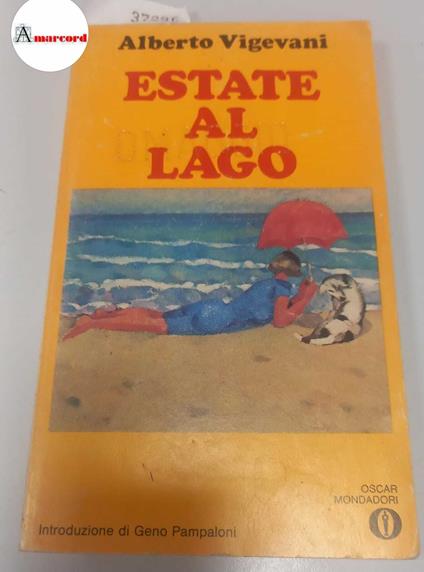 Amarcord
Alberto Vigevani
ESTATE
AL
LAGO
OSCAR
MONDADORI
Introduzione di Geno Pampaloni